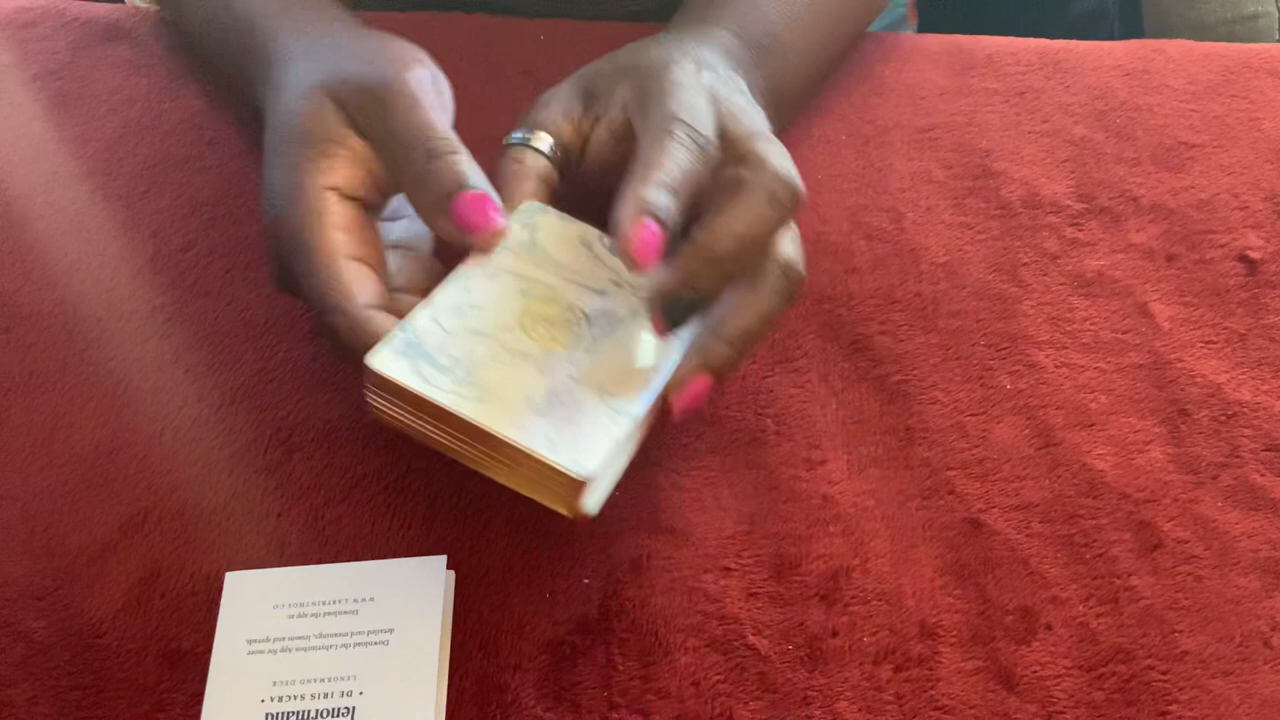 lenormand
• DE IRIS SACRA •
LENORMAND DECK
Download the Labyrinthos App for more
detailed card meanings, lessons and spreads.
Download the app at:
WWW.LABYRINTHOS.CO